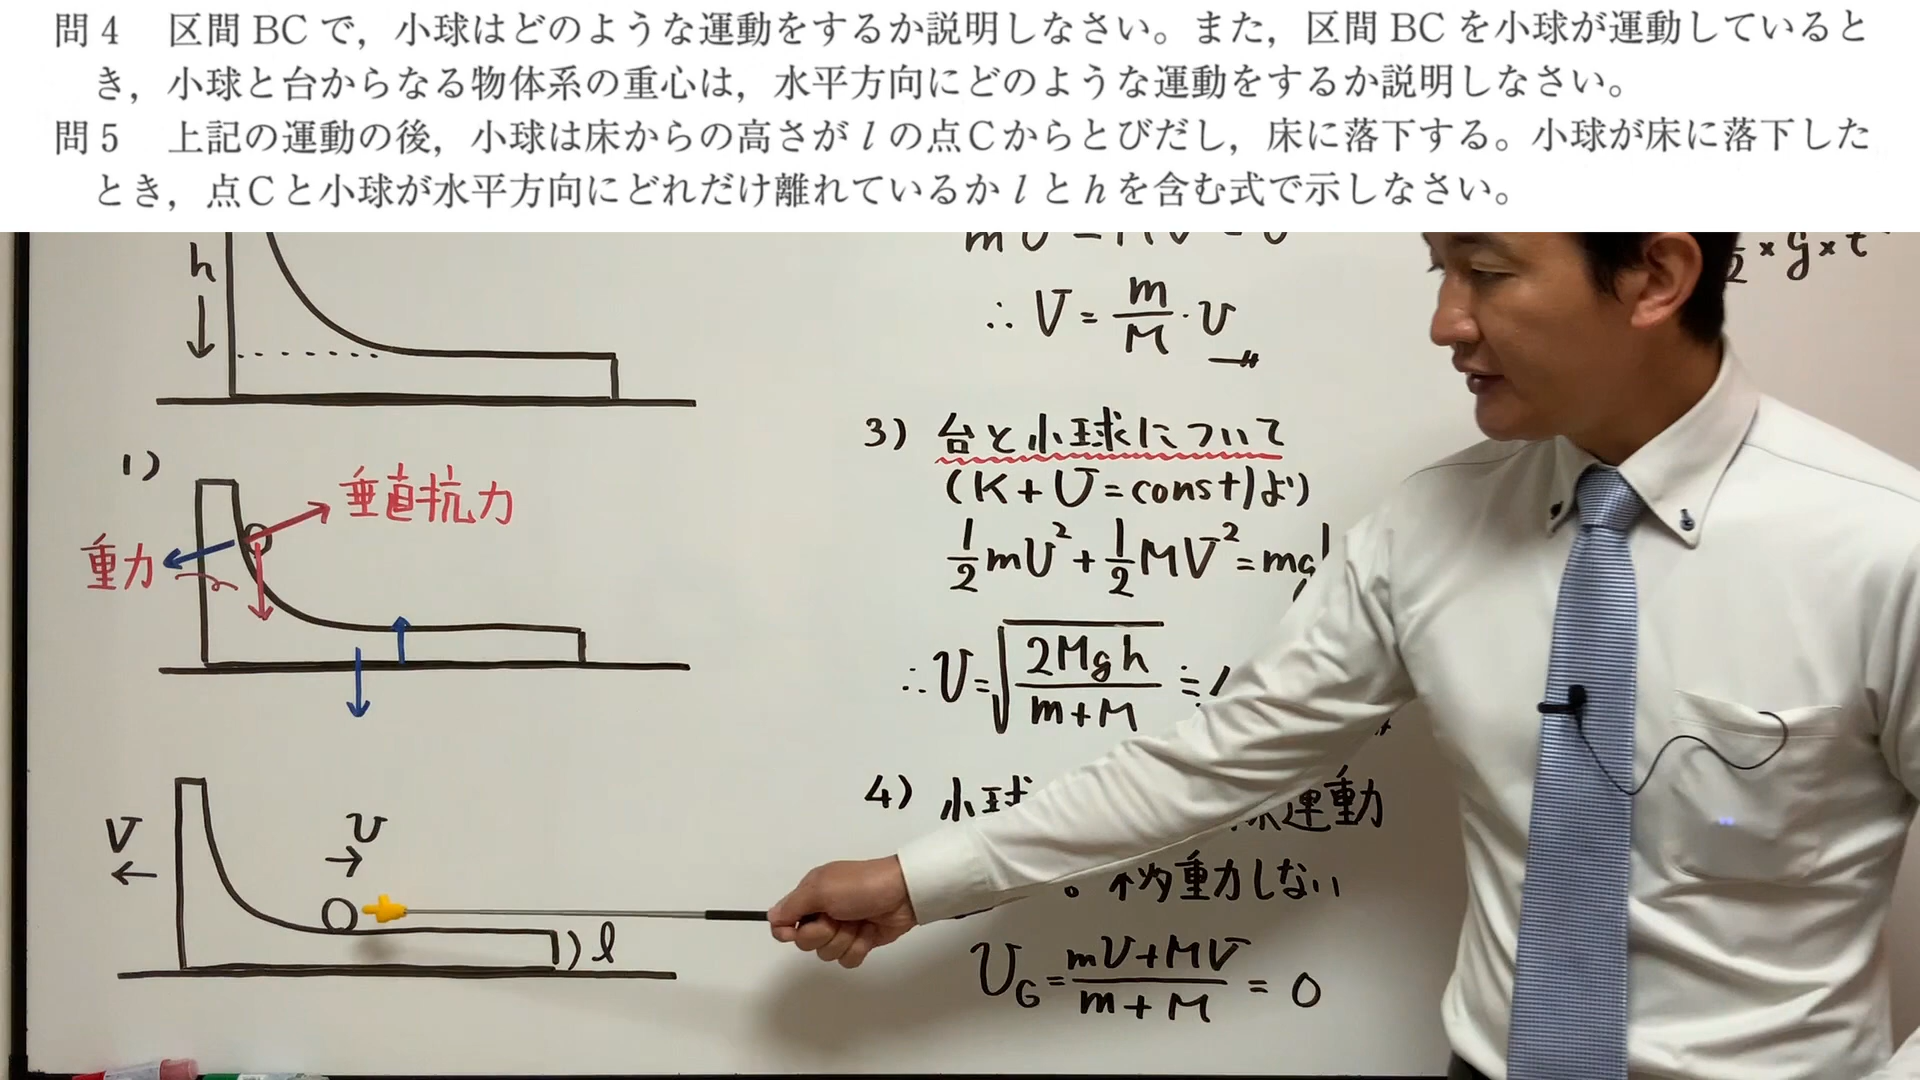 問4 区間BCで，小球はどのような運動をするか説明しなさい。また，区間BCを小球が運動していると
き，小球と台からなる物体系の重心は，水平方向にどのような運動をするか説明しなさい。
問5 上記の運動の後，小球は床からの高さがlの点Cからとびだし，床に落下する。小球が床に落下した
とき，点Cと小球が水平方向にどれだけ離れているかlとhを含む式で示しなさい。
h
1)
垂直抗力
重力
V
v
l
∴ V = m/M · v
3) 台と小球について
(K+U=const より)
1/2 mv² + 1/2 MV² = mg
∴ v = √(2Mgh/(m+M)) ≒
4) 小球
運動
。移動しない
v_G = (mv+MV)/(m+M) = 0
× g × t